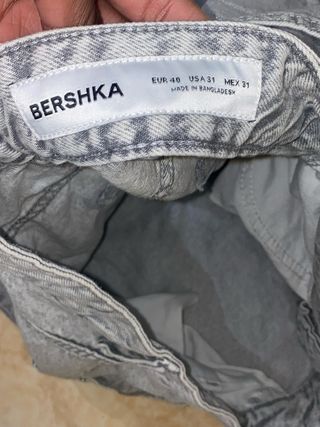 BERSHKA
EUR 40 USA 31 MEX 31
MADE IN BANGLADESH